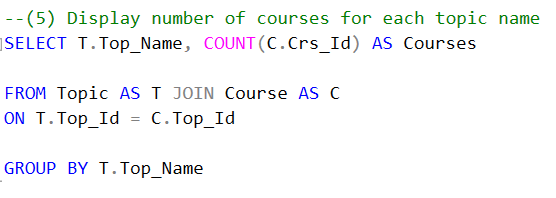 --(5) Display number of courses for each topic name
SELECT T.Top_Name, COUNT(C.Crs_Id) AS Courses
FROM Topic AS T JOIN Course AS C
ON T.Top_Id = C.Top_Id
GROUP BY T.Top_Name